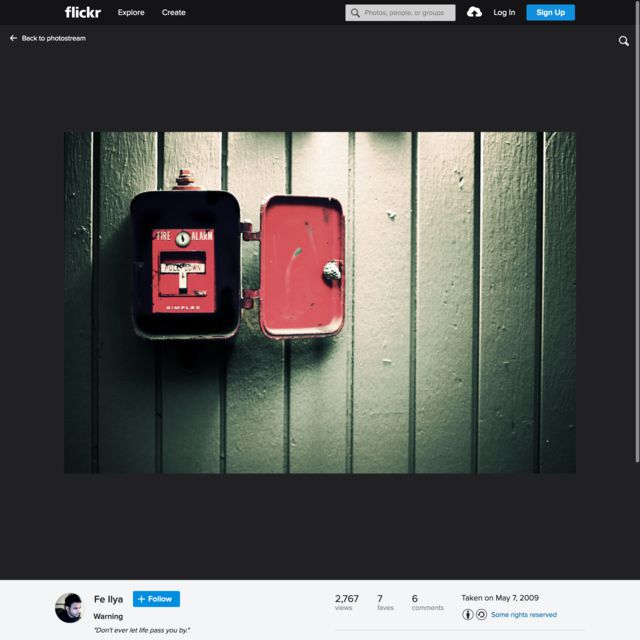 flickr
Explore
Create
Photos, people, or groups
Log In
Sign Up
Back to photostream
FIRE ALARM
PULL DOWN
SIMPLEX
Fe Ilya
+ Follow
Warning
"Don't ever let life pass you by."
2,767
views
7
faves
6
comments
Taken on May 7, 2009
Some rights reserved